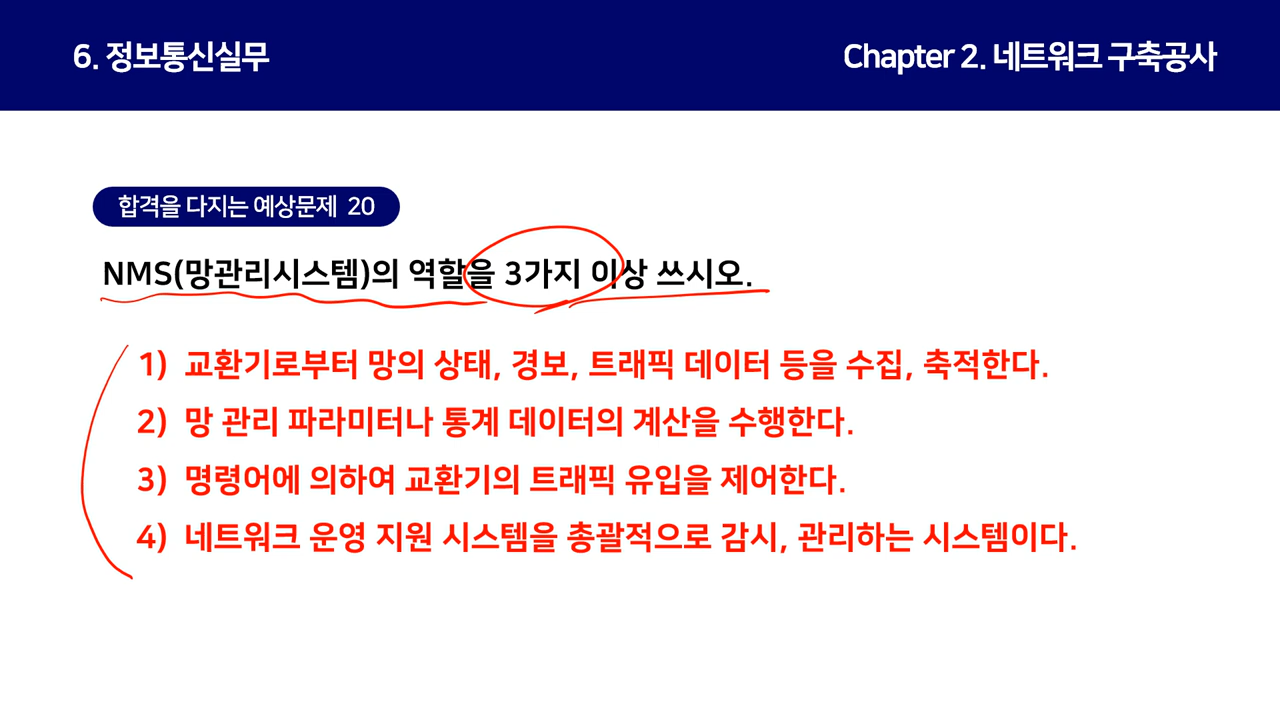 6. 정보통신실무
Chapter 2. 네트워크 구축공사
합격을 다지는 예상문제 20
NMS(망관리시스템)의 역할을 3가지 이상 쓰시오.
1) 교환기로부터 망의 상태, 경보, 트래픽 데이터 등을 수집, 축적한다.
2) 망 관리 파라미터나 통계 데이터의 계산을 수행한다.
3) 명령어에 의하여 교환기의 트래픽 유입을 제어한다.
4) 네트워크 운영 지원 시스템을 총괄적으로 감시, 관리하는 시스템이다.